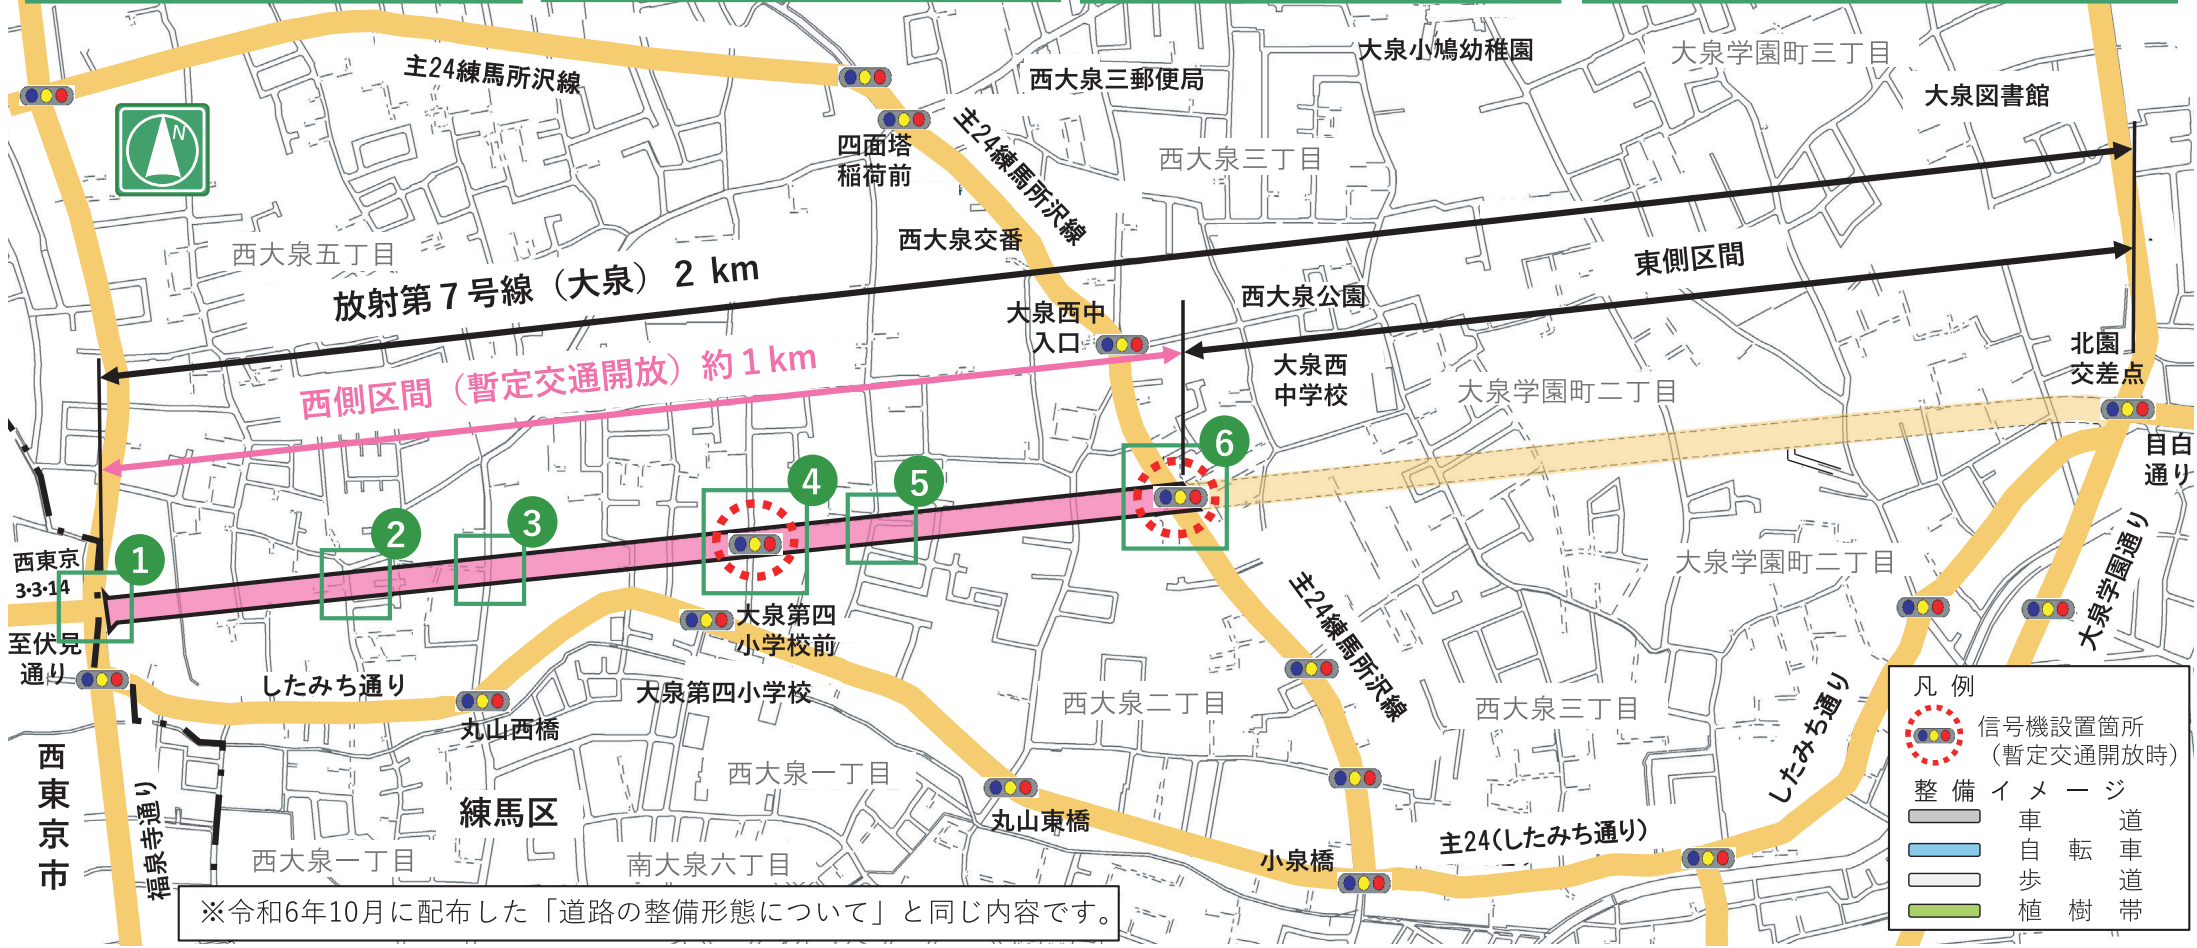 主24練馬所沢線
西大泉三郵便局
大泉小鳩幼稚園
大泉学園町三丁目
大泉図書館
N
四面塔
稲荷前
主24練馬所沢線
西大泉三丁目
西大泉五丁目
西大泉交番
放射第7号線（大泉）2 km
東側区間
西大泉公園
大泉西中
入口
西側区間（暫定交通開放）約1km
大泉西
中学校
大泉学園町二丁目
北園
交差点
目白
通り
6
4
5
3
2
1
西東京
3･3･14
至伏見
通り
大泉学園町二丁目
大泉学園通り
大泉第四
小学校前
主24練馬所沢線
したみち通り
大泉第四小学校
丸山西橋
西大泉二丁目
西大泉三丁目
したみち通り
西東京市
福泉寺通り
練馬区
西大泉一丁目
丸山東橋
西大泉一丁目
南大泉六丁目
小泉橋
主24(したみち通り)
凡 例
信号機設置箇所
（暫定交通開放時）
整 備 イ メ ー ジ
車 道
自 転 車
歩 道
植 樹 帯
※令和6年10月に配布した「道路の整備形態について」と同じ内容です。